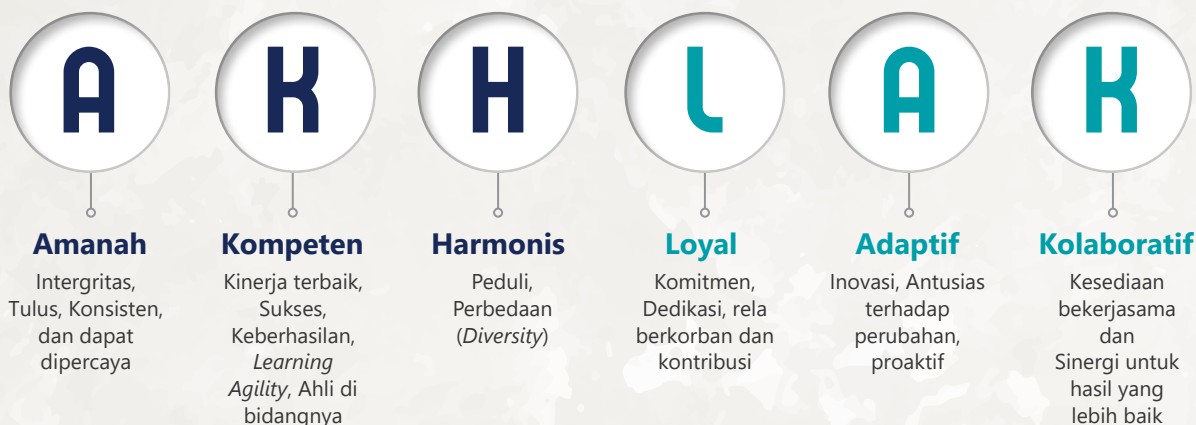 A
K
H
L
A
K
Amanah
Intergritas,
Tulus, Konsisten,
dan dapat
dipercaya
Kompeten
Kinerja terbaik,
Sukses,
Keberhasilan,
Learning
Agility, Ahli di
bidangnya
Harmonis
Peduli,
Perbedaan
(Diversity)
Loyal
Komitmen,
Dedikasi, rela
berkorban dan
kontribusi
Adaptif
Inovasi, Antusias
terhadap
perubahan,
proaktif
Kolaboratif
Kesediaan
bekerjasama
dan
Sinergi untuk
hasil yang
lebih baik